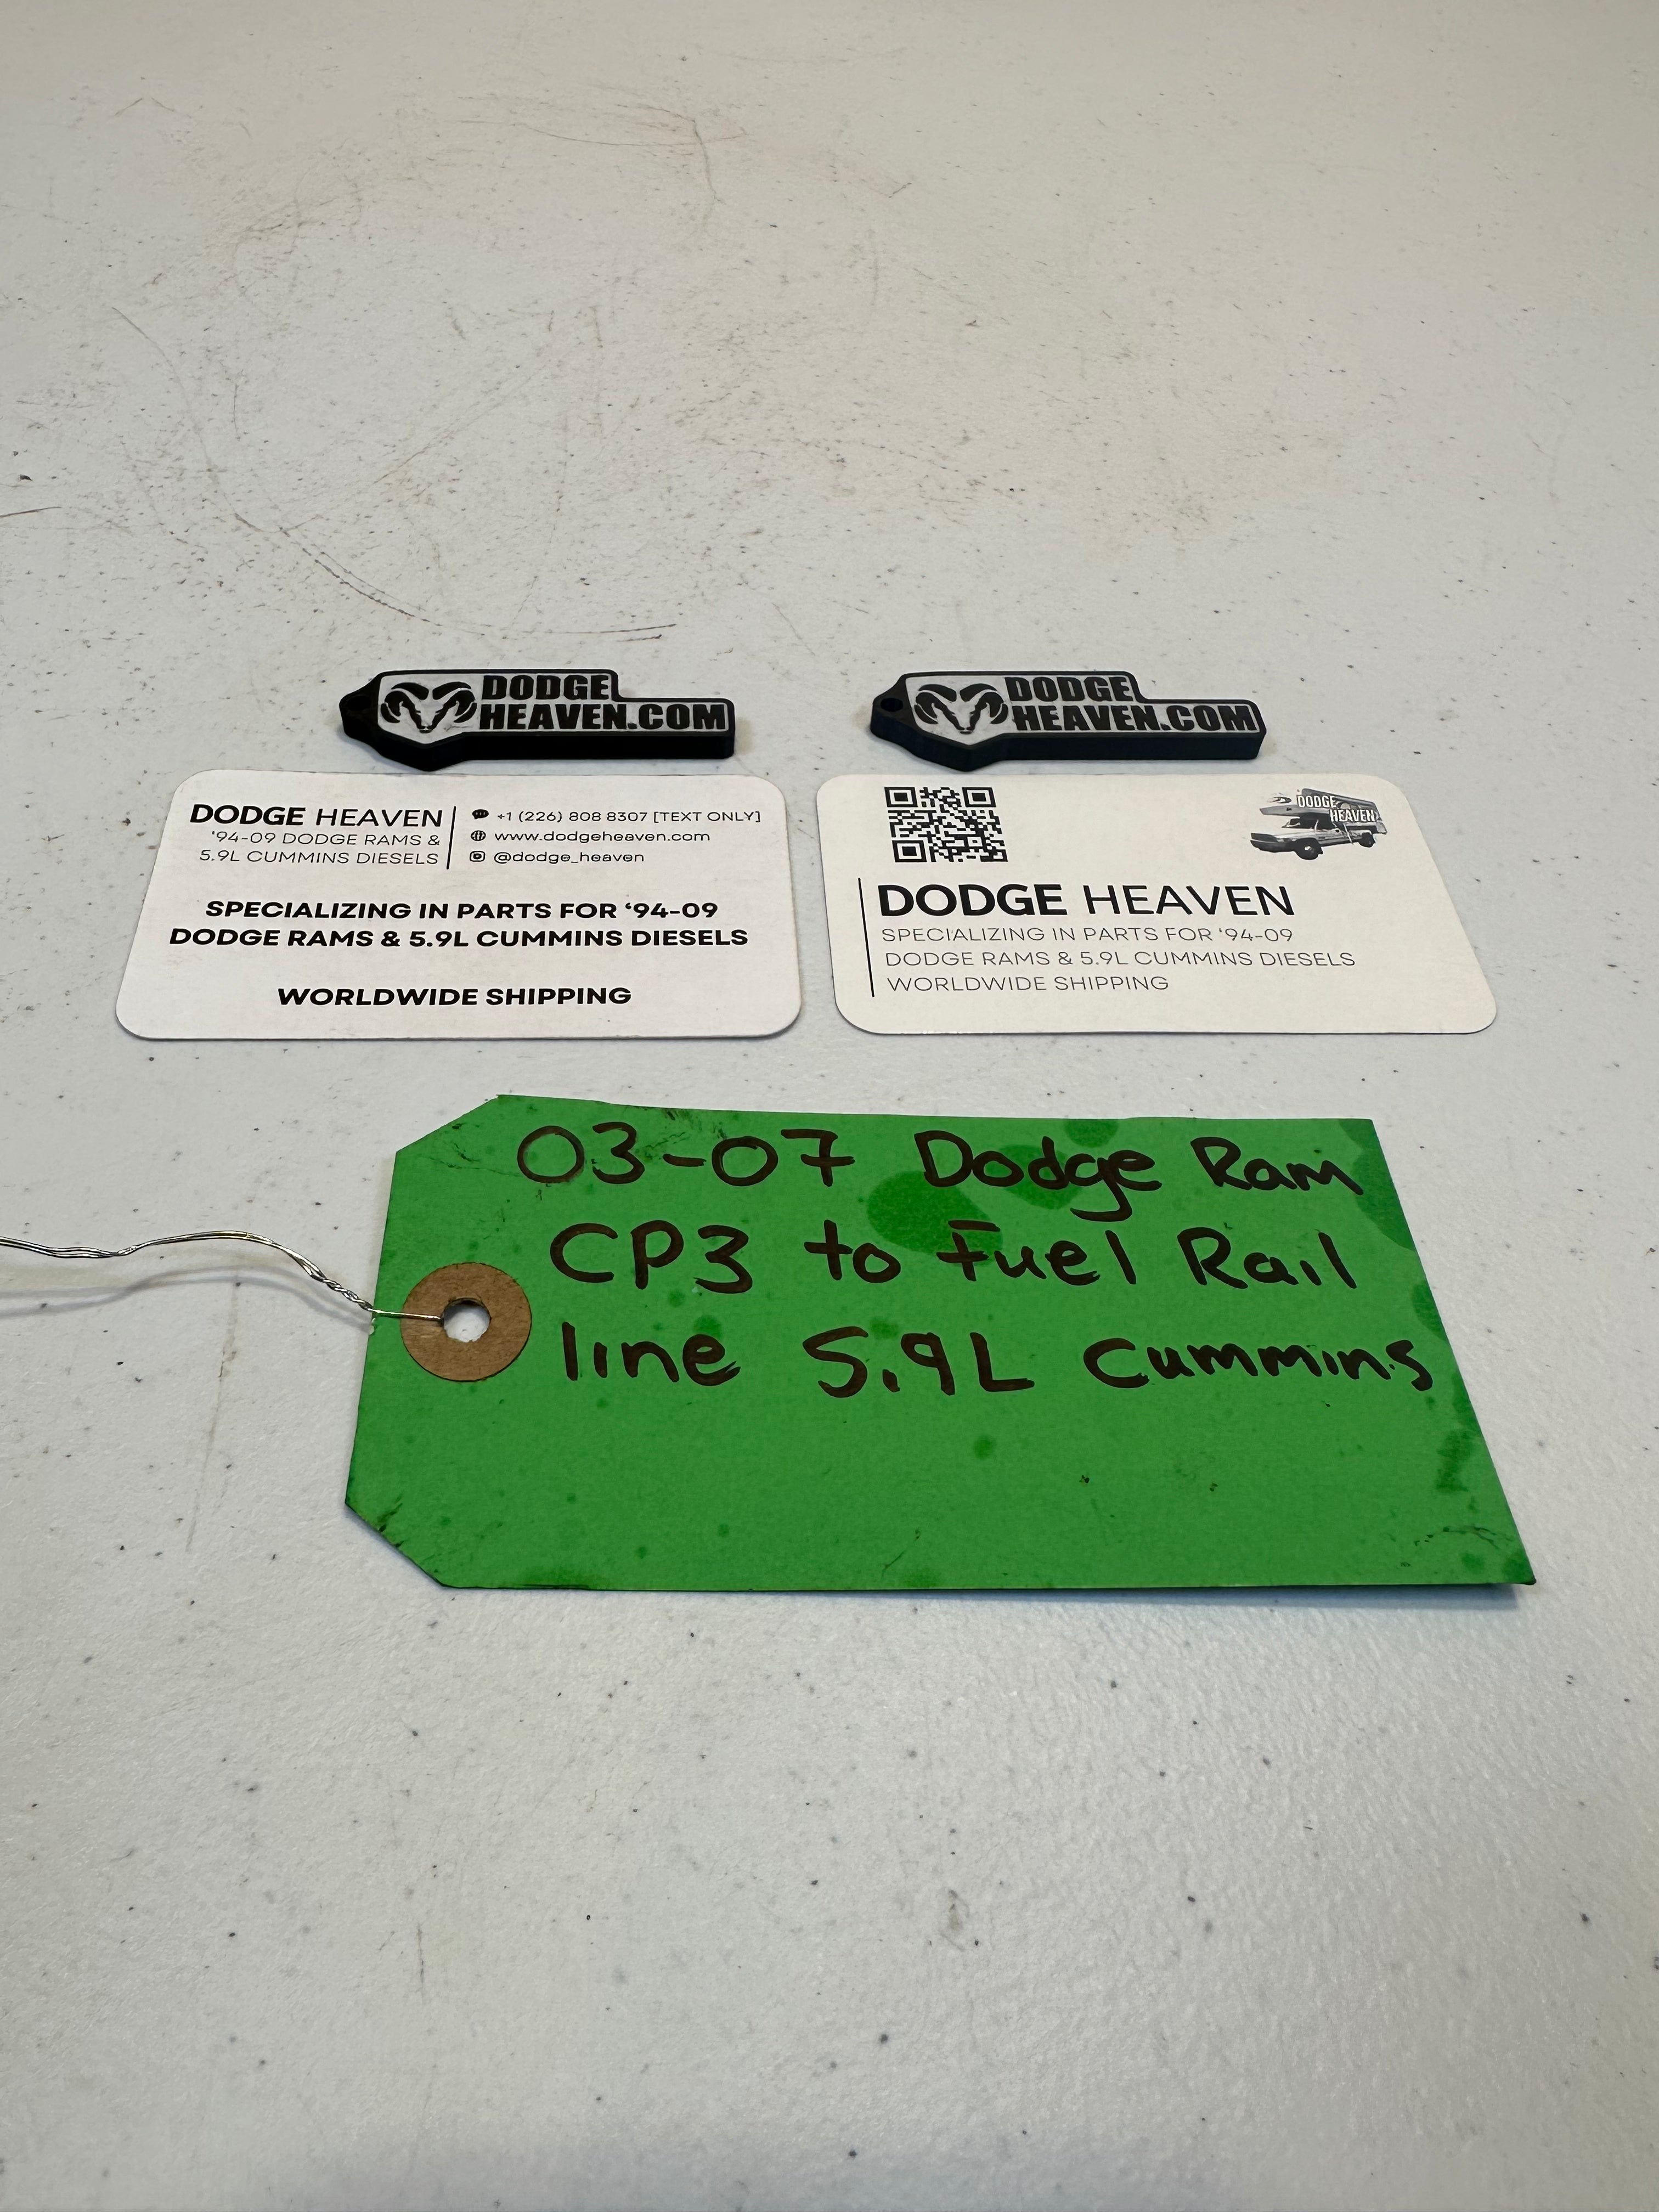 DODGE
HEAVEN.COM
DODGE
HEAVEN.COM
DODGE HEAVEN
'94-09 DODGE RAMS &
5.9L CUMMINS DIESELS
+1 (226) 808 8307 [TEXT ONLY]
www.dodgeheaven.com
@dodge_heaven
SPECIALIZING IN PARTS FOR '94-09
DODGE RAMS & 5.9L CUMMINS DIESELS
WORLDWIDE SHIPPING
DODGE
HEAVEN
DODGE HEAVEN
SPECIALIZING IN PARTS FOR '94-09
DODGE RAMS & 5.9L CUMMINS DIESELS
WORLDWIDE SHIPPING
03-07 Dodge Ram
CP3 to Fuel Rail
line 5.9L Cummins